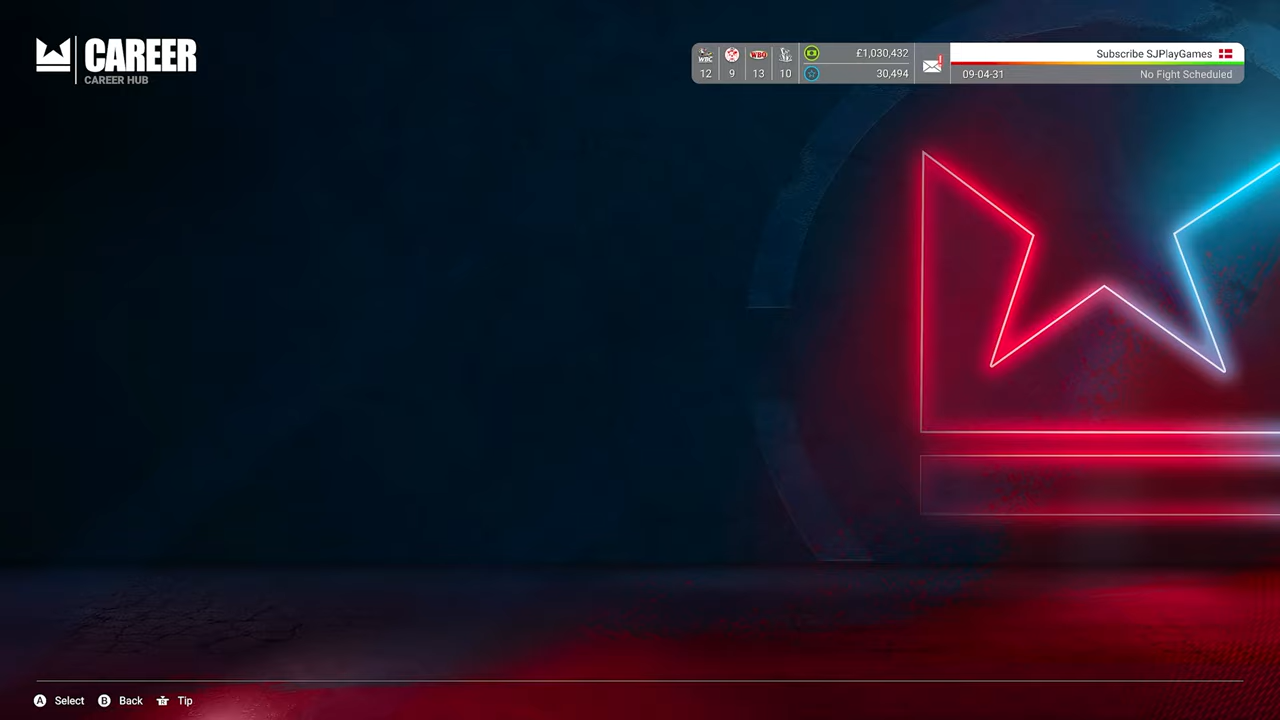 CAREER
CAREER HUB
WBC
12
9
WBO
13
10
£1,030,432
30,494
Subscribe SJPlayGames
09-04-31
No Fight Scheduled
A Select
B Back
Tip